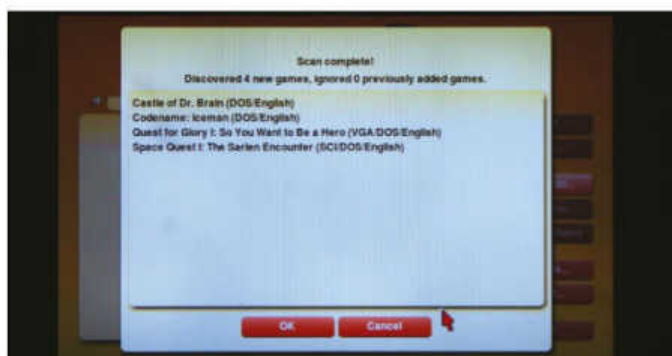 Scan complete!
Discovered 4 new games, ignored 0 previously added games.
Castle of Dr. Brain (DOS/English)
Codename: Iceman (DOS/English)
Quest for Glory I: So You Want to Be a Hero (VGA/DOS/English)
Space Quest I: The Sarien Encounter (SCI/DOS/English)
OK Cancel